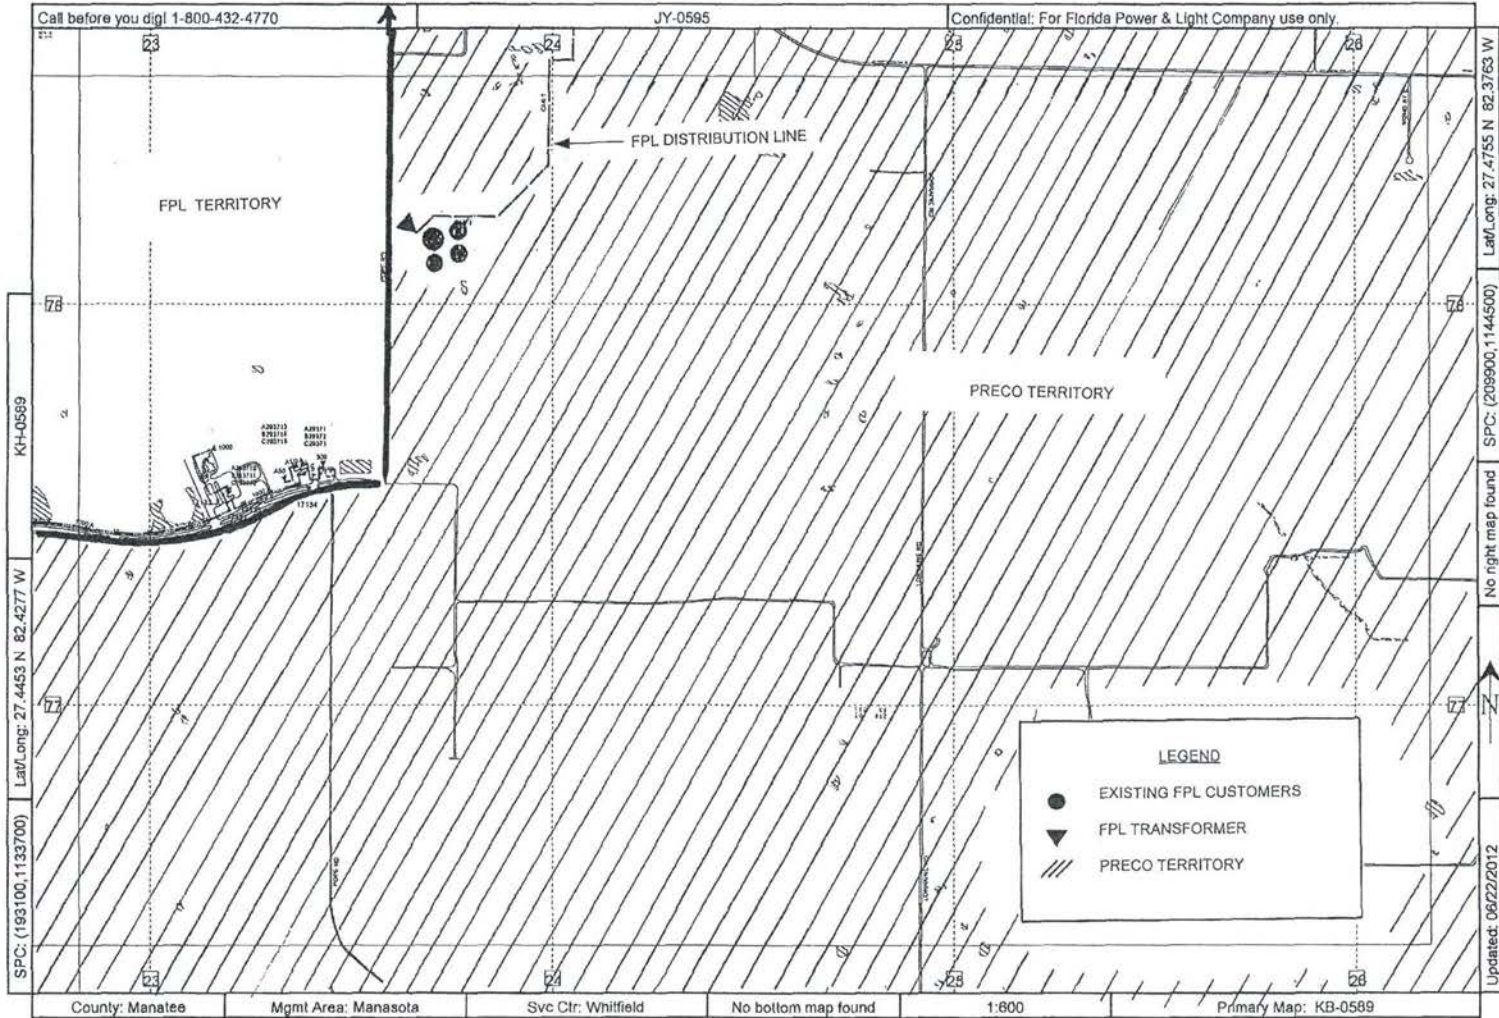 Call before you dig! 1-800-432-4770
JY-0595
Confidential: For Florida Power & Light Company use only.
23
24
25
26
FPL DISTRIBUTION LINE
FPL TERRITORY
78
78
PRECO TERRITORY
A1000
17134
77
77
LEGEND
EXISTING FPL CUSTOMERS
FPL TRANSFORMER
PRECO TERRITORY
23
24
25
26
KH-0589
Lat/Long: 27.4453 N 82.4277 W
SPC: (193100,1133700)
Lat/Long: 27.4755 N 82.3763 W
SPC: (209900,1144500)
No right map found
N
Updated: 06/22/2012
County: Manatee
Mgmt Area: Manasota
Svc Ctr: Whitfield
No bottom map found
1:600
Primary Map: KB-0589